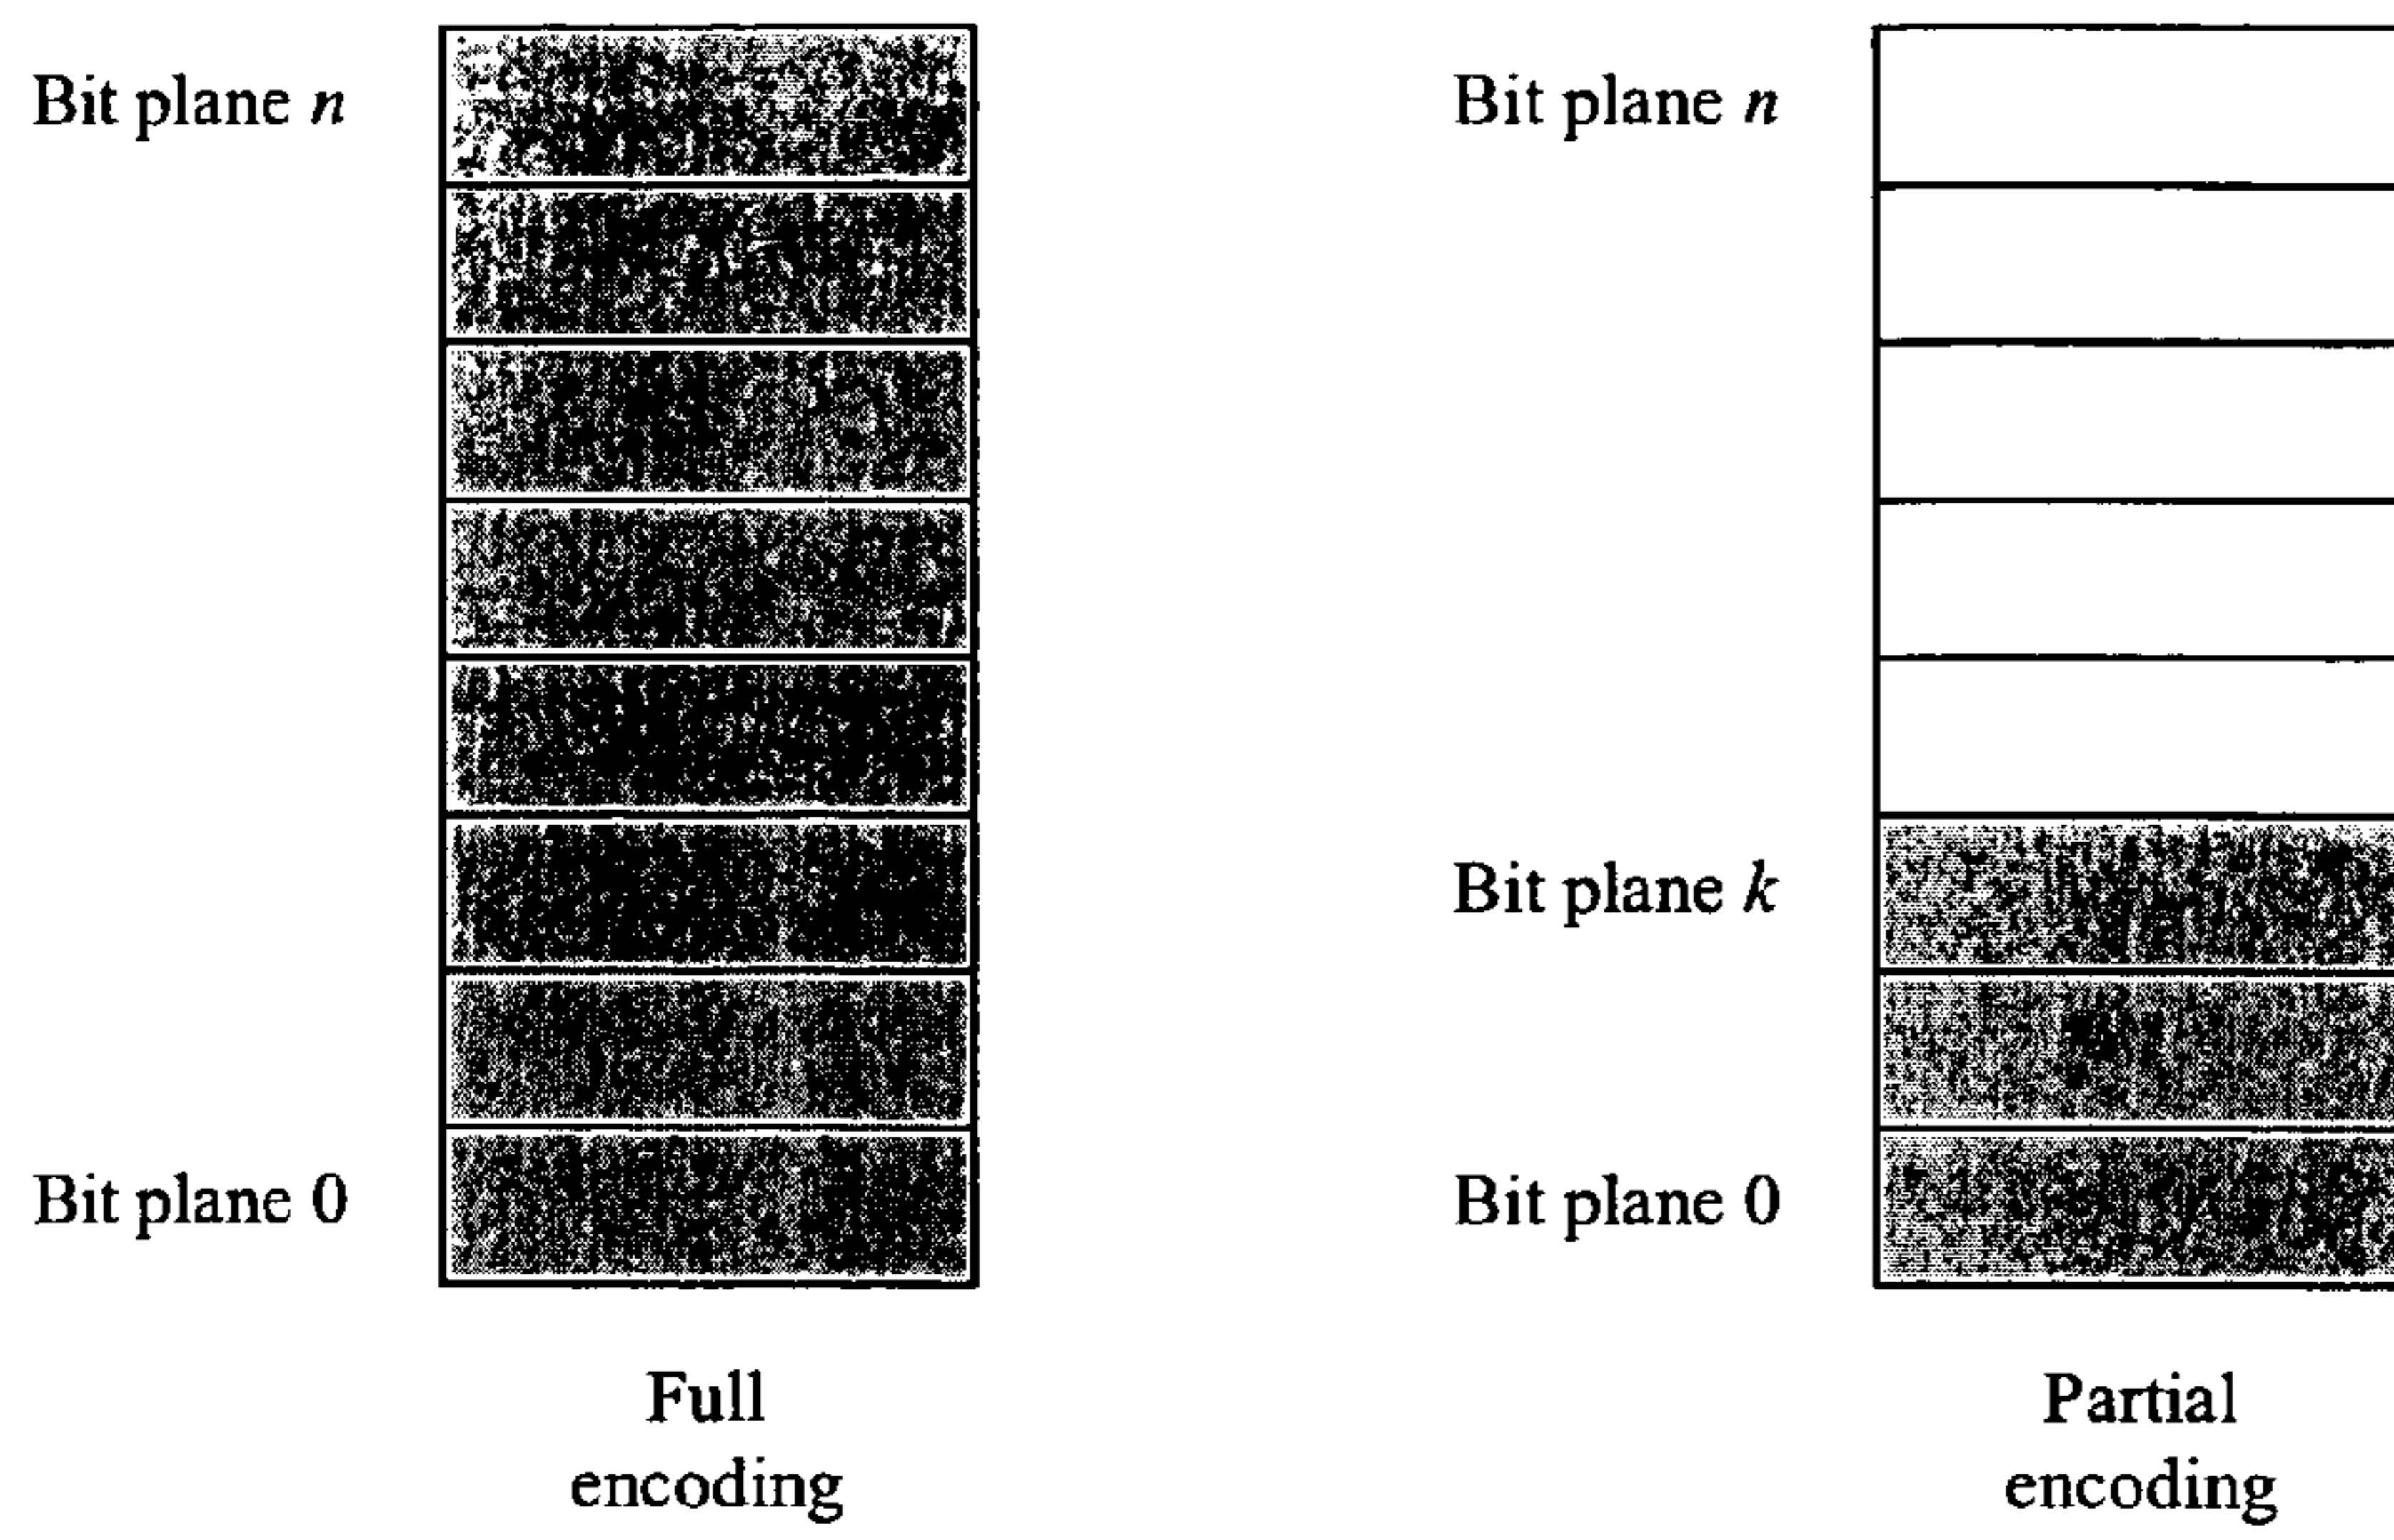 Bit plane n
Bit plane 0
Full
encoding
Bit plane n
Bit plane k
Bit plane 0
Partial
encoding